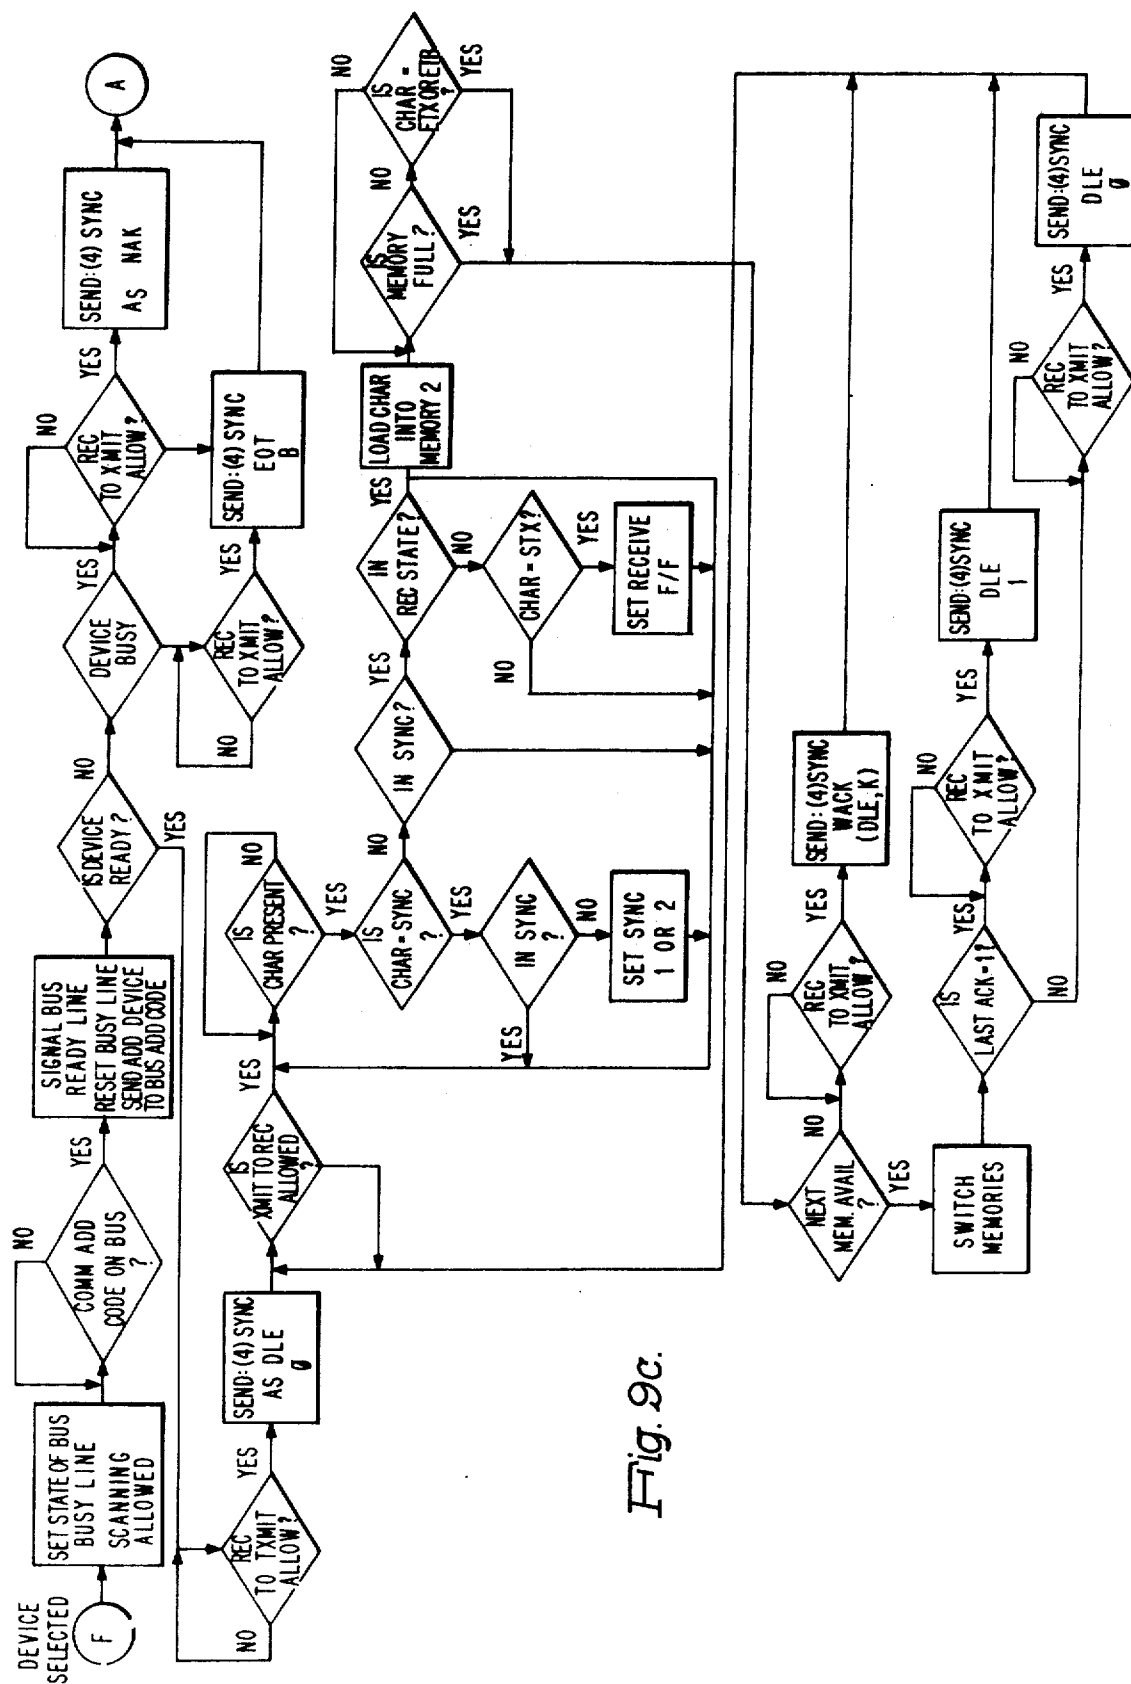 DEVICE
SELECTED
F
SET STATE OF BUS
BUSY LINE
SCANNING
ALLOWED
NO
COMM ADD
CODE ON BUS
?
YES
SIGNAL BUS
READY LINE
RESET BUSY LINE
SEND ADD DEVICE
TO BUS ADD CODE
IS DEVICE
READY?
NO
YES
DEVICE
BUSY
YES
NO
REC
TO XMIT
ALLOW?
YES
SEND:(4) SYNC
AS NAK
A
NO
REC
TO XMIT
ALLOW?
YES
SEND:(4) SYNC
EOT
B
NO
REC
TO TXMIT
ALLOW?
YES
SEND:(4) SYNC
AS DLE
0
IS
XMIT TO REC
ALLOWED
?
YES
IS
CHAR PRESENT
?
NO
YES
IS
CHAR = SYNC
?
NO
YES
IN SYNC
?
YES
NO
SET SYNC
1 OR 2
IN SYNC?
YES
IN
REC STATE?
YES
NO
CHAR = STX?
NO
YES
SET RECEIVE
F/F
LOAD CHAR
INTO
MEMORY 2
IS
MEMORY
FULL?
NO
YES
IS
CHAR =
ETXORETB
?
NO
YES
NEXT
MEM. AVAIL
?
NO
YES
REC
TO XMIT
ALLOW?
NO
YES
SEND:(4)SYNC
WACK
(DLE,K)
SWITCH
MEMORIES
IS
LAST ACK=1?
YES
NO
REC
TO XMIT
ALLOW?
NO
YES
SEND:(4)SYNC
DLE
1
REC
TO XMIT
ALLOW?
NO
YES
SEND:(4)SYNC
DLE
0
Fig. 9c.